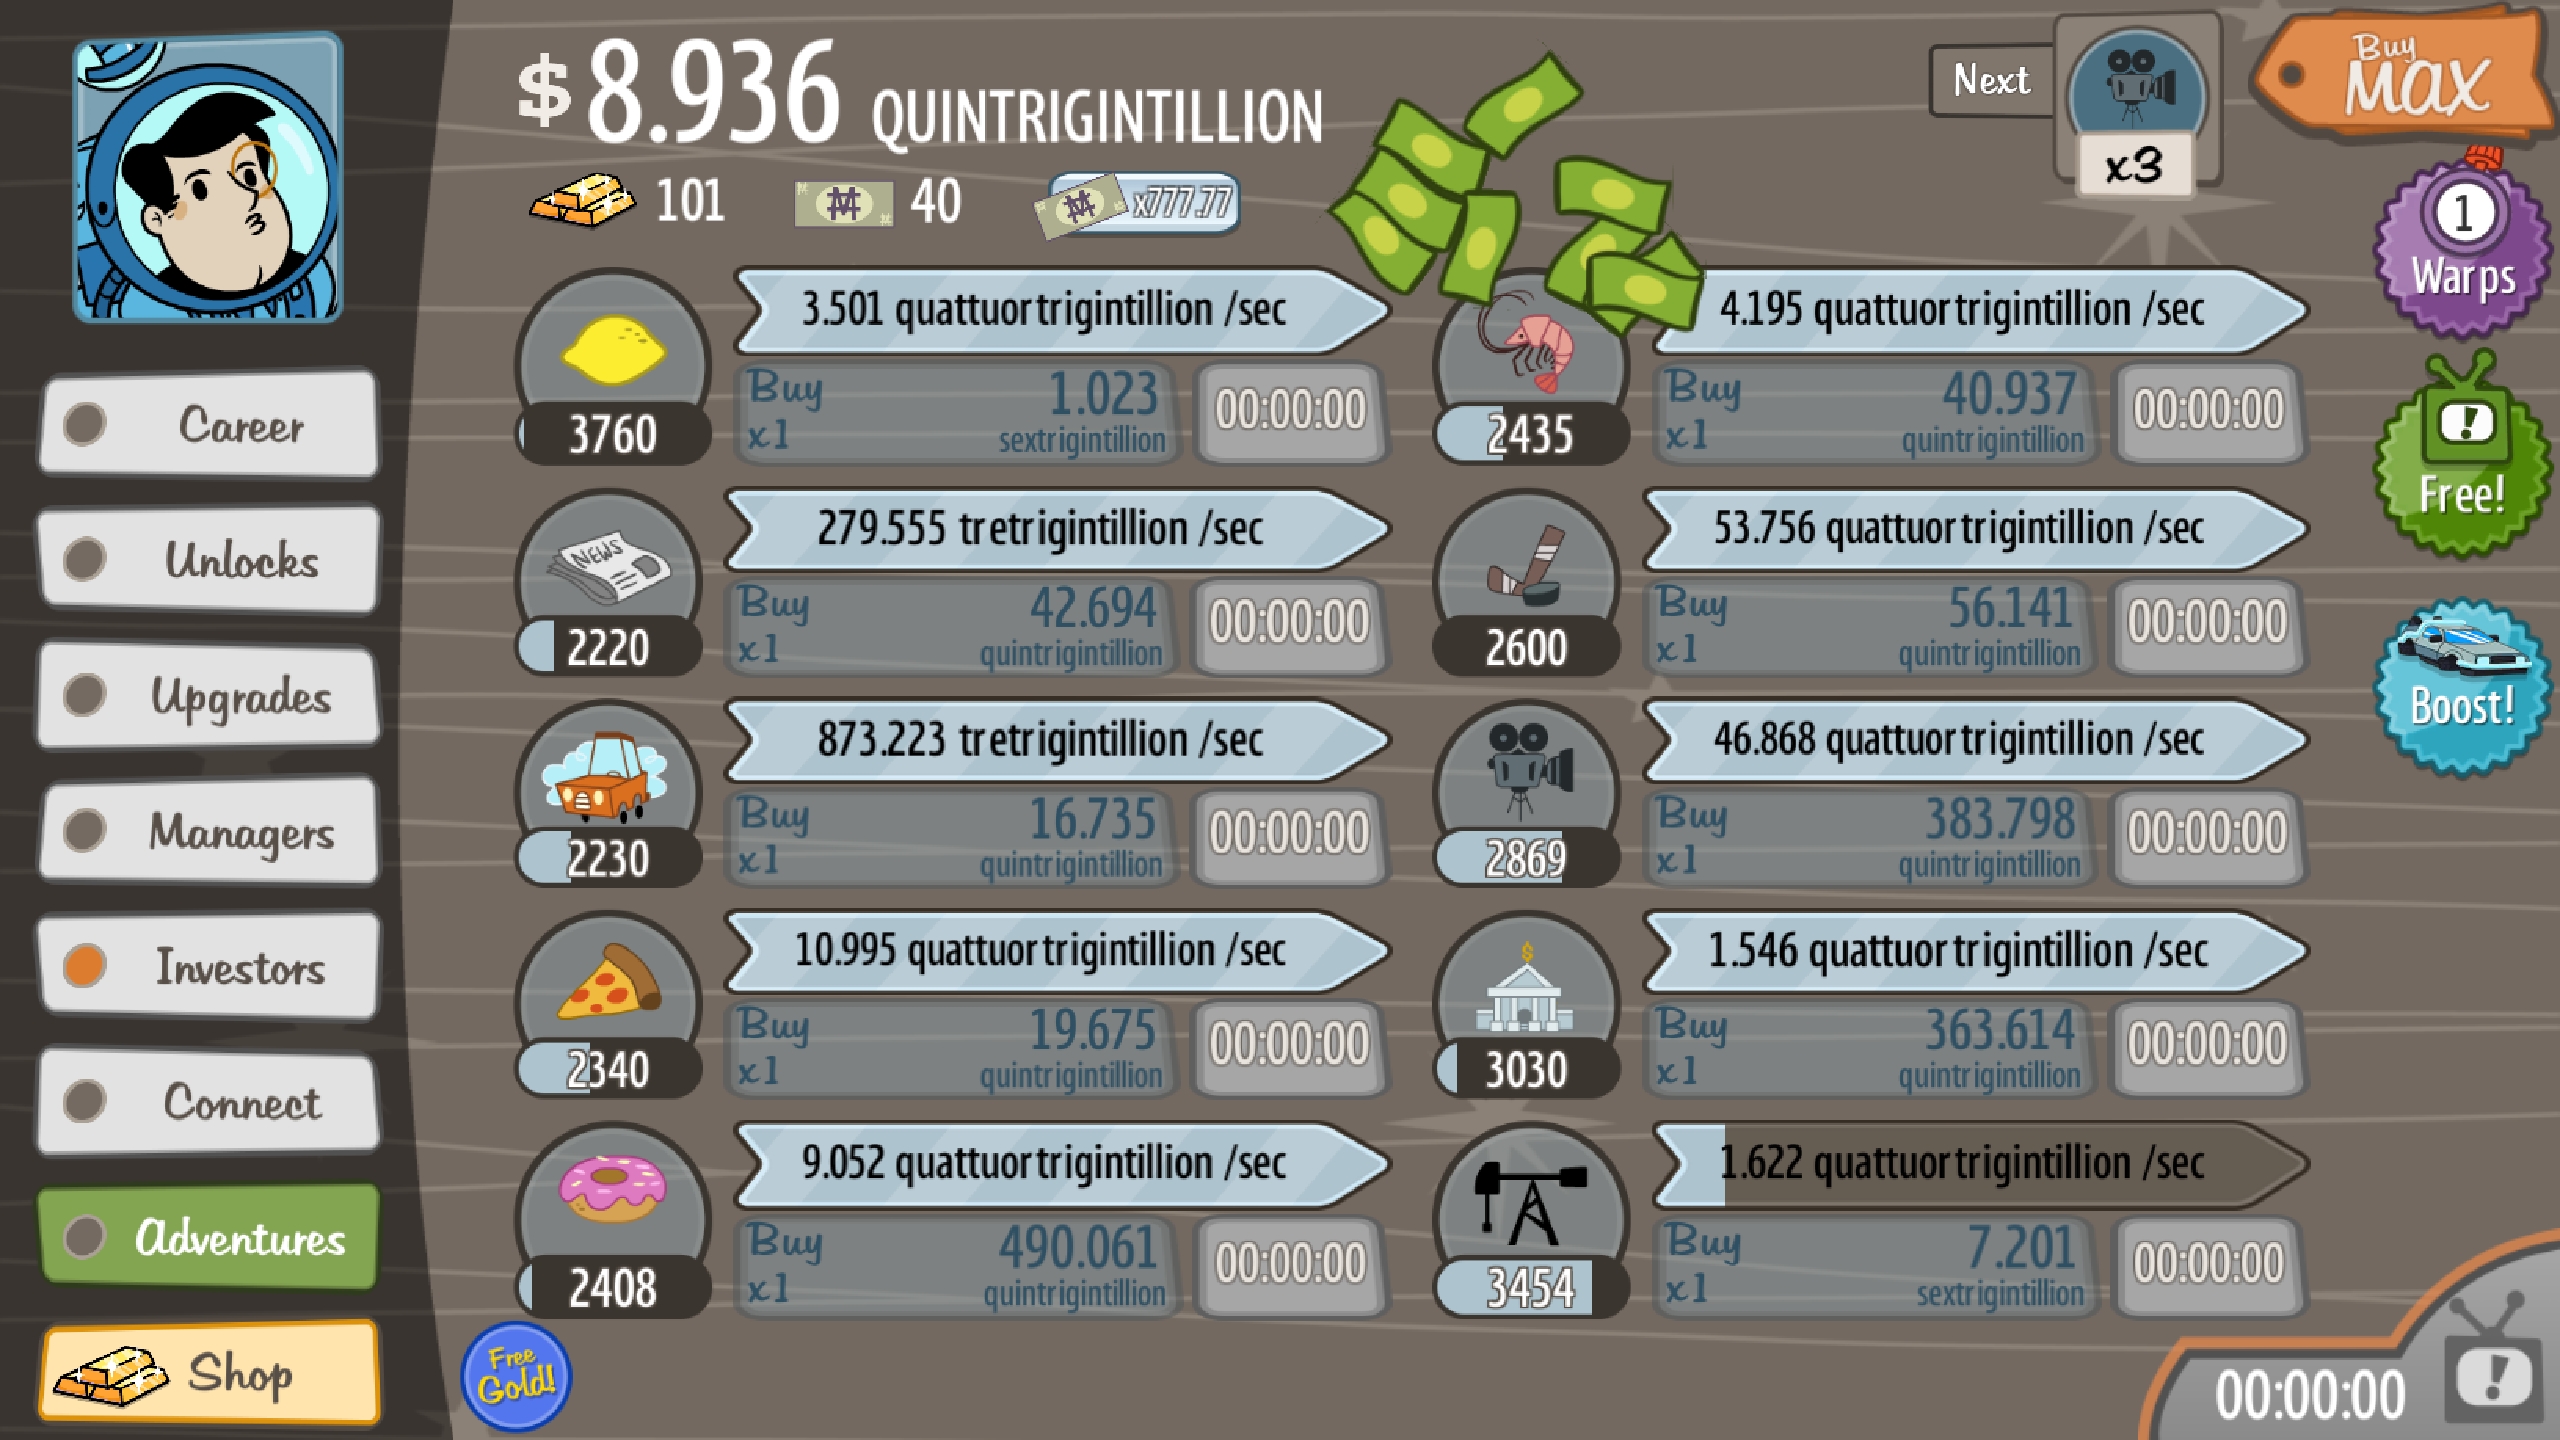 $8.936 QUINTRIGINTILLION
101 40 x777.77
Next
x3
Buy
MAX
1
Warps
!
Free!
Boost!
Career
Unlocks
Upgrades
Managers
Investors
Connect
Adventures
Shop
3.501 quattuortrigintillion /sec
Buy 1.023
x1 sextrigintillion
00:00:00
3760
NEWS
279.555 tretrigintillion /sec
Buy 42.694
x1 quintrigintillion
00:00:00
2220
873.223 tretrigintillion /sec
Buy 16.735
x1 quintrigintillion
00:00:00
2230
10.995 quattuortrigintillion /sec
Buy 19.675
x1 quintrigintillion
00:00:00
2340
9.052 quattuortrigintillion /sec
Buy 490.061
x1 quintrigintillion
00:00:00
2408
4.195 quattuortrigintillion /sec
Buy 40.937
x1 quintrigintillion
00:00:00
2435
53.756 quattuortrigintillion /sec
Buy 56.141
x1 quintrigintillion
00:00:00
2600
46.868 quattuortrigintillion /sec
Buy 383.798
x1 quintrigintillion
00:00:00
2869
$
1.546 quattuortrigintillion /sec
Buy 363.614
x1 quintrigintillion
00:00:00
3030
1.622 quattuortrigintillion /sec
Buy 7.201
x1 sextrigintillion
00:00:00
3454
Free
Gold!
00:00:00
!